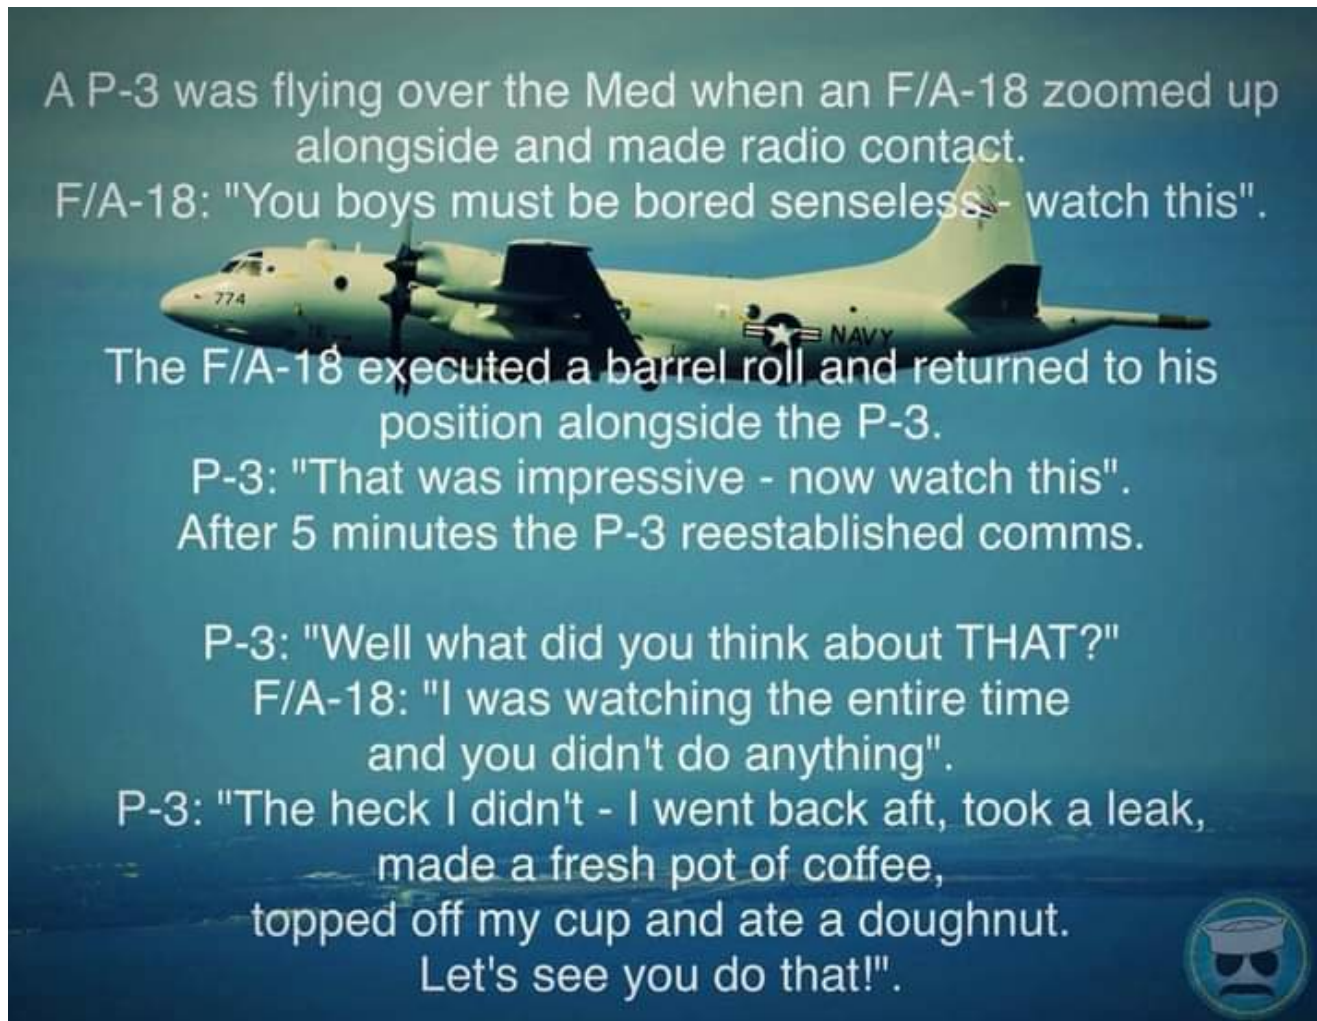 A P-3 was flying over the Med when an F/A-18 zoomed up
alongside and made radio contact.
F/A-18: "You boys must be bored senseless - watch this".
774
NAVY
The F/A-18 executed a barrel roll and returned to his
position alongside the P-3.
P-3: "That was impressive - now watch this".
After 5 minutes the P-3 reestablished comms.
P-3: "Well what did you think about THAT?"
F/A-18: "I was watching the entire time
and you didn't do anything".
P-3: "The heck I didn't - I went back aft, took a leak,
made a fresh pot of coffee,
topped off my cup and ate a doughnut.
Let's see you do that!".